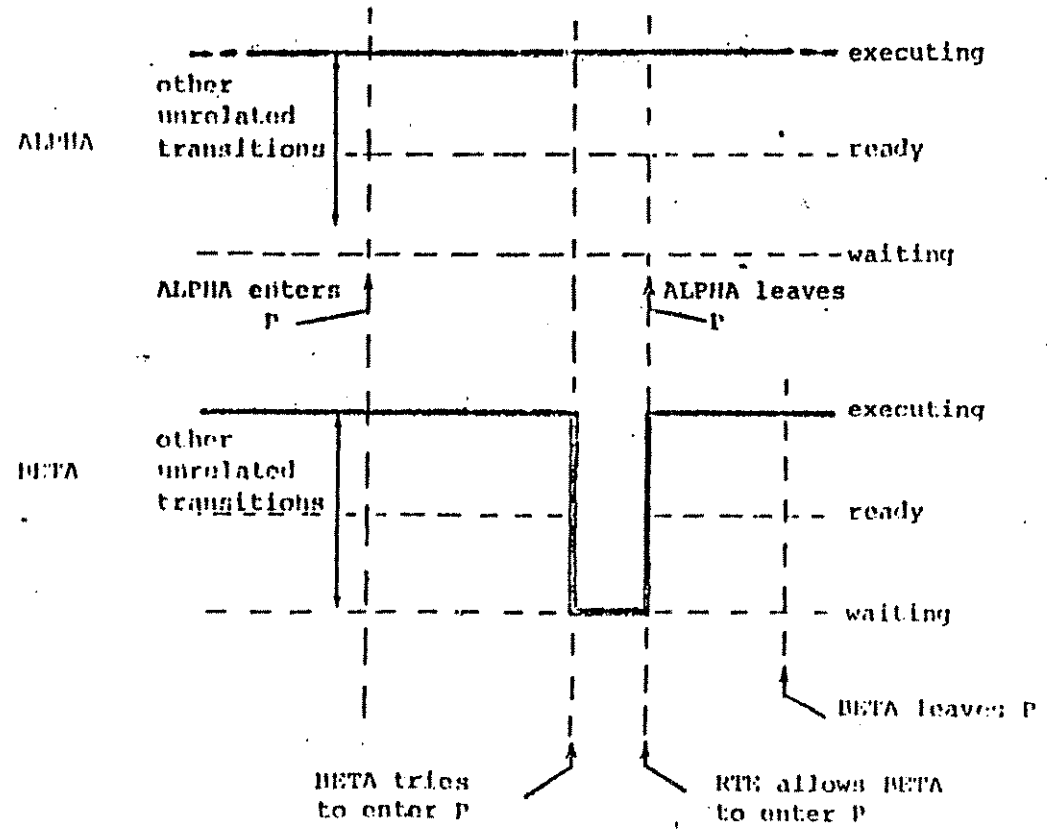 executing
other
unrelated
transitions
ALPHA
ready
waiting
ALPHA enters
P
ALPHA leaves
P
executing
other
unrelated
transitions
BETA
ready
waiting
BETA leaves P
BETA tries
to enter P
RTE allows BETA
to enter P